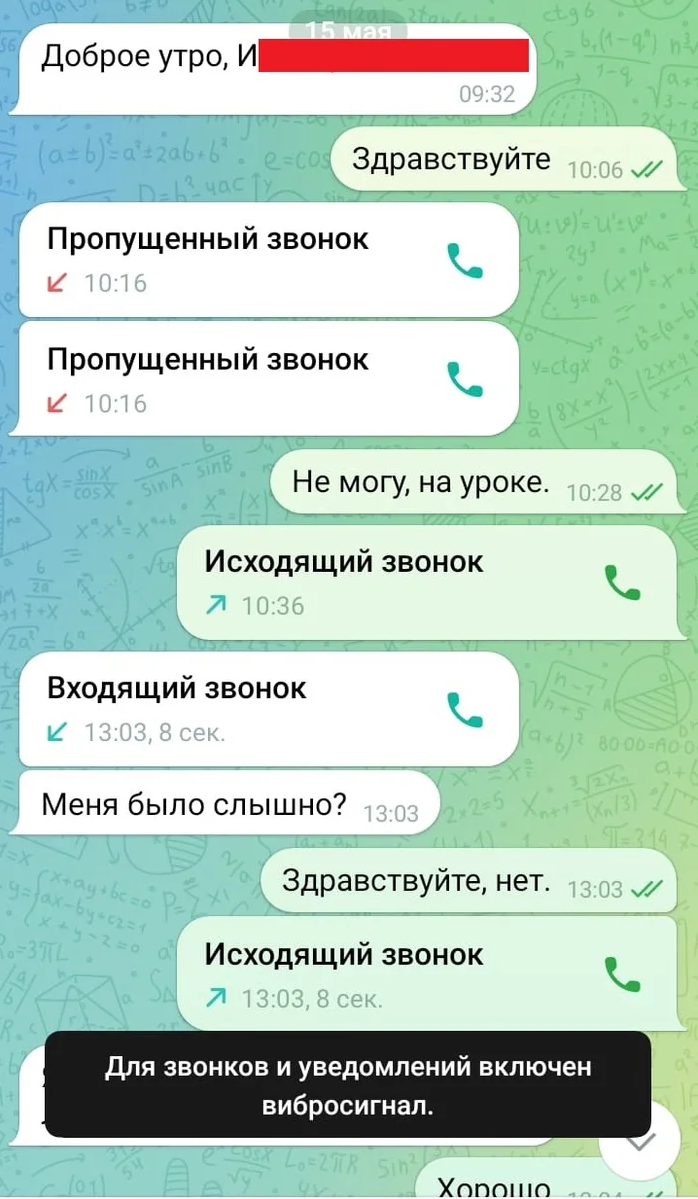 15 мая
Доброе утро, И
09:32
Здравствуйте 10:06
Пропущенный звонок
10:16
Пропущенный звонок
10:16
Не могу, на уроке. 10:28
Исходящий звонок
10:36
Входящий звонок
13:03, 8 сек.
Меня было слышно? 13:03
Здравствуйте, нет. 13:03
Исходящий звонок
13:03, 8 сек.
Для звонков и уведомлений включен
вибросигнал.
Хорошо